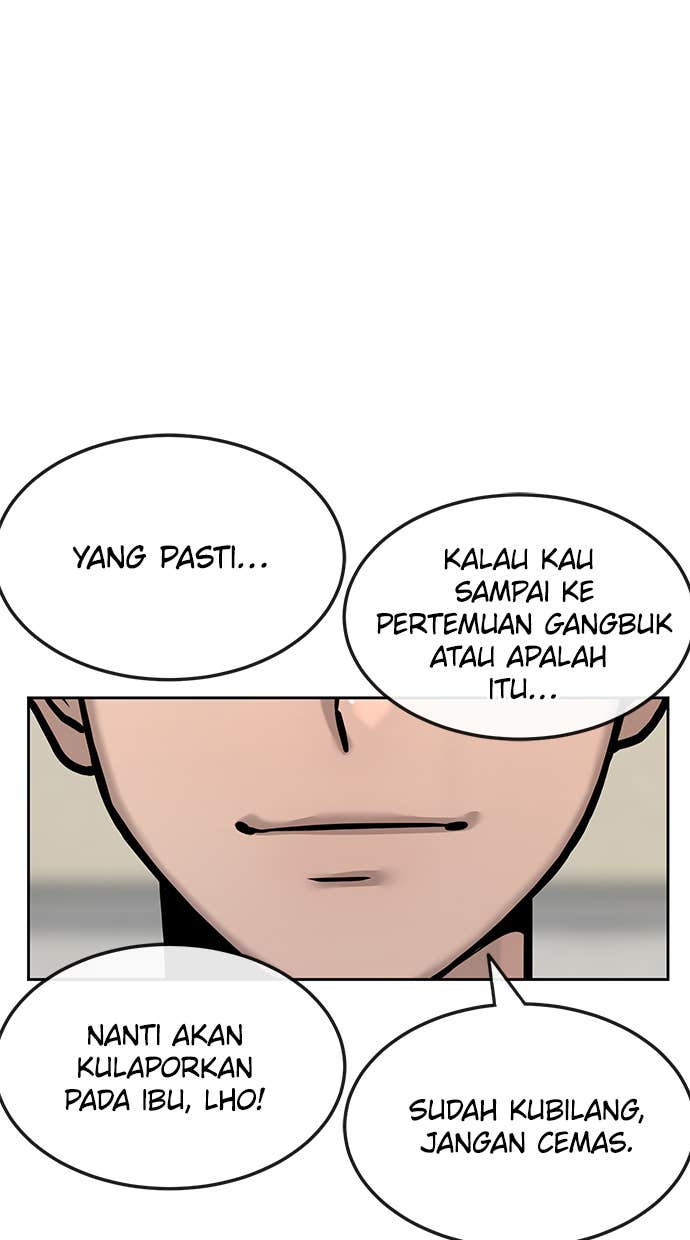 YANG PASTI...
KALAU KAU
SAMPAI KE
PERTEMUAN GANGBUK
ATAU APALAH
ITU...
NANTI AKAN
KULAPORKAN
PADA IBU, LHO!
SUDAH KUBILANG,
JANGAN CEMAS.